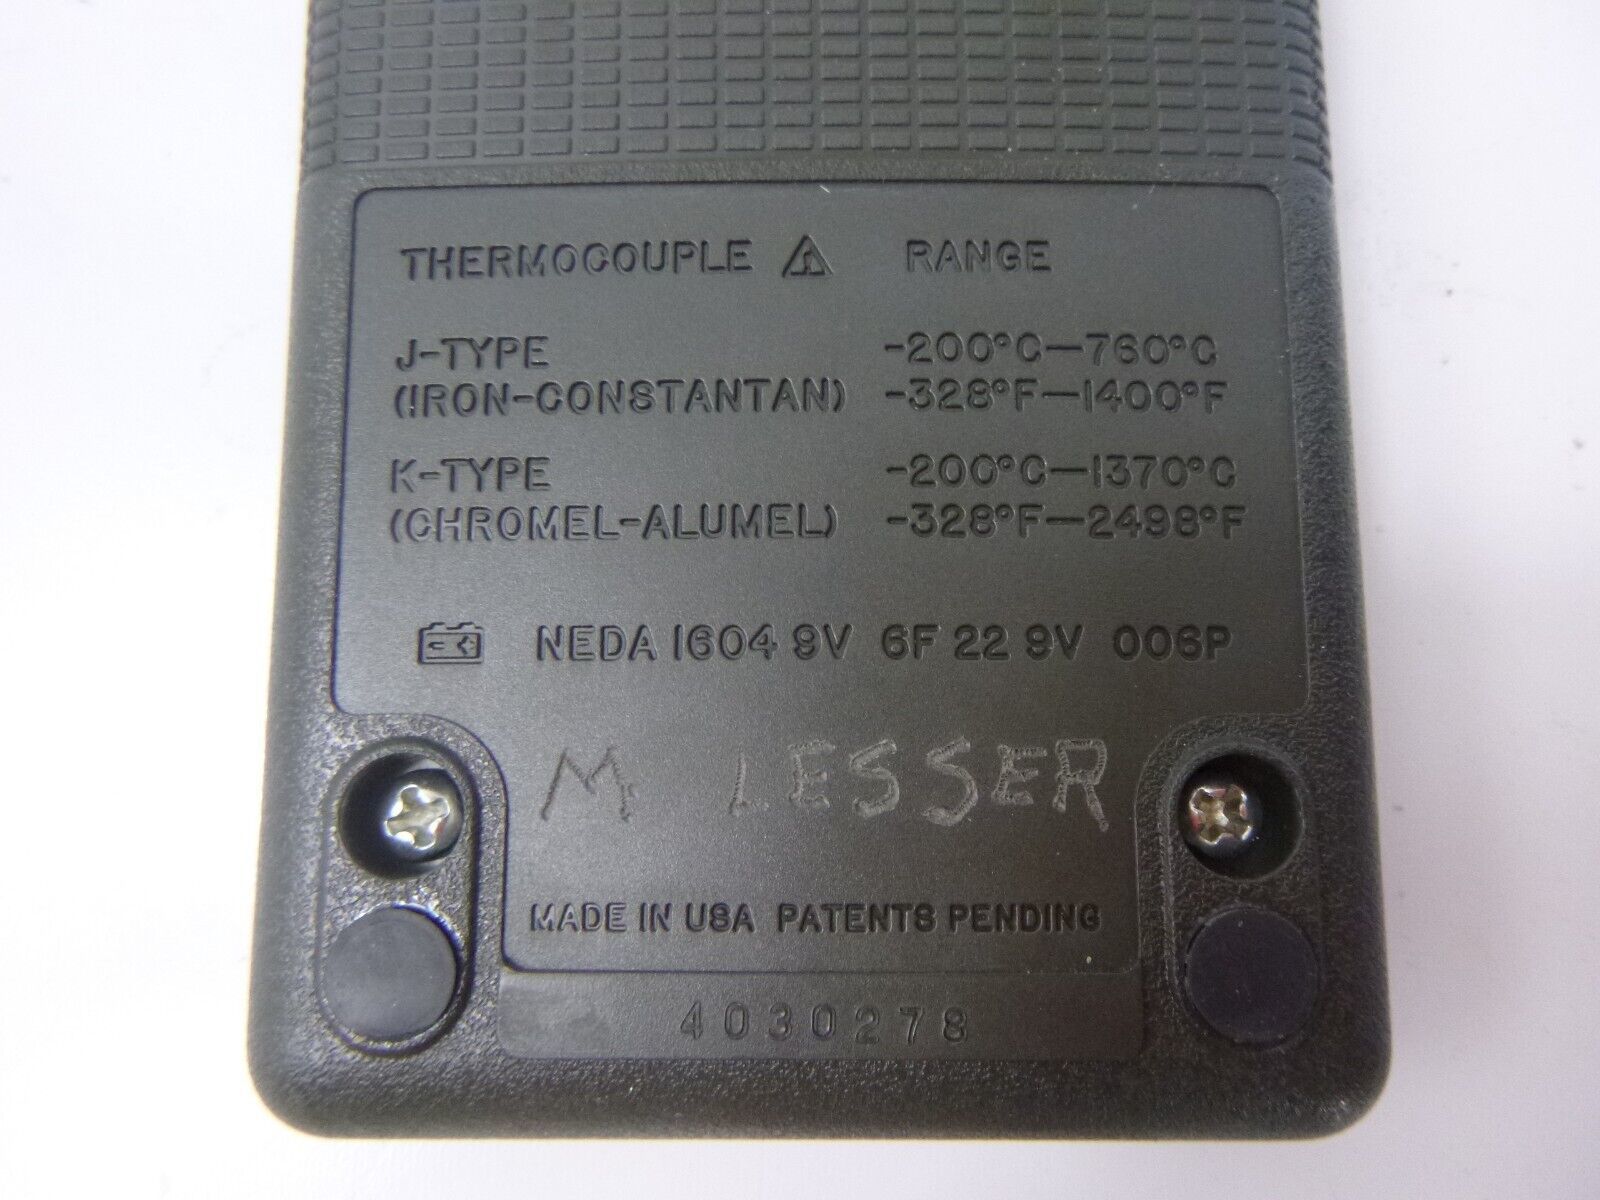 THERMOCOUPLE RANGE
J-TYPE -200°C—760°C
(IRON-CONSTANTAN) -328°F—1400°F
K-TYPE -200°C—1370°C
(CHROMEL-ALUMEL) -328°F—2498°F
NEDA 1604 9V 6F 22 9V 006P
M LESSER
MADE IN USA PATENTS PENDING
4030278